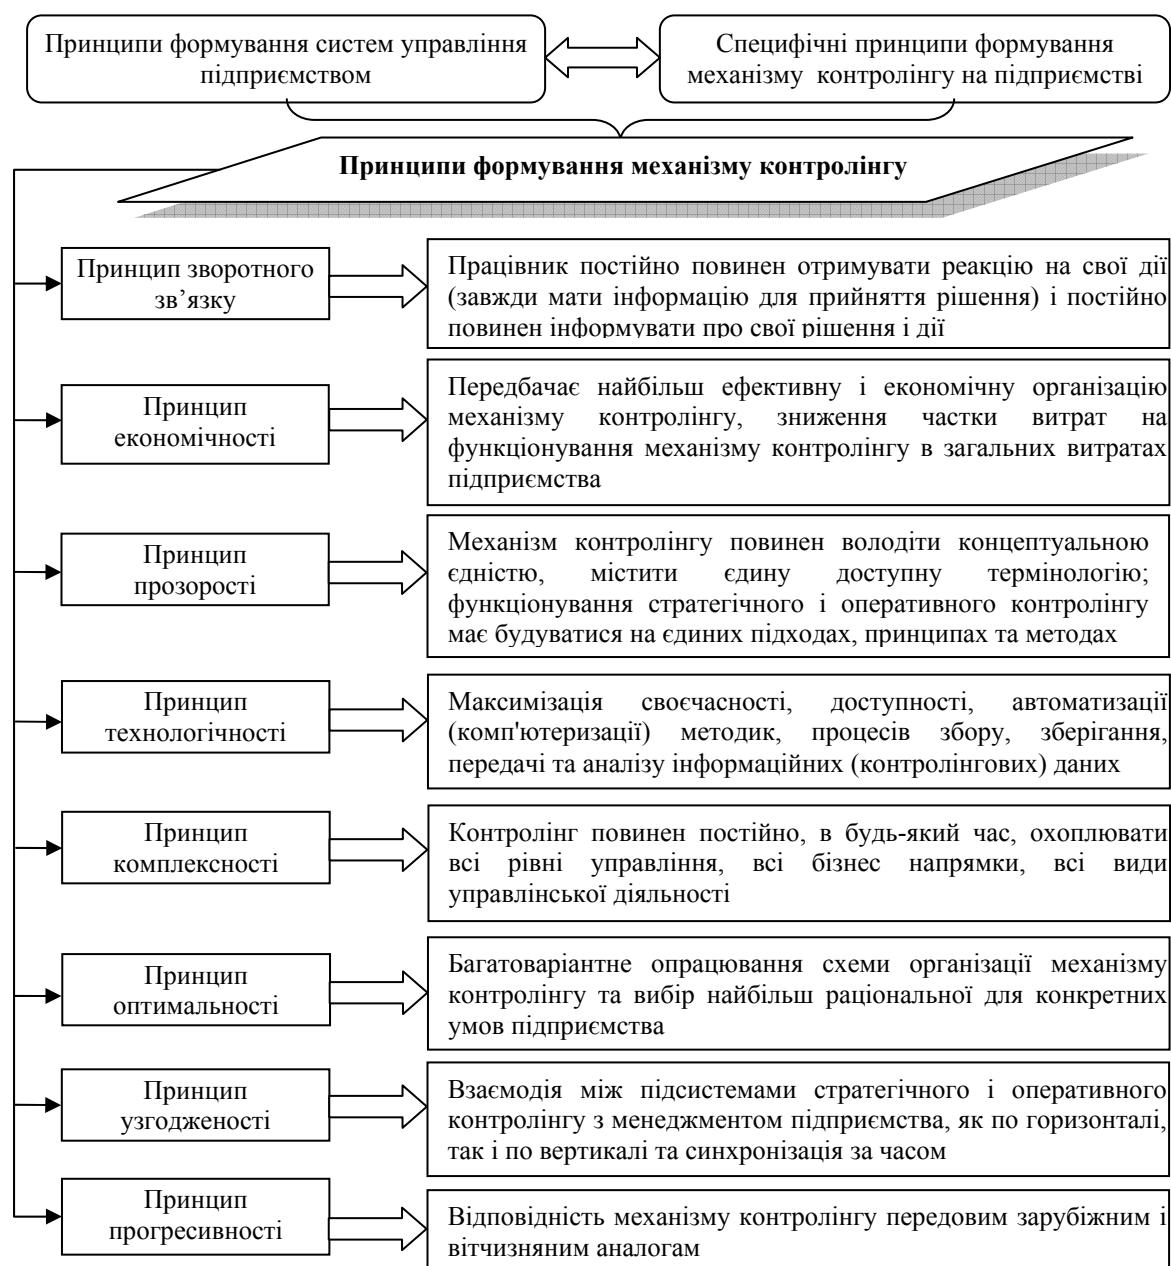 Принципи формування систем управління
підприємством
Специфічні принципи формування
механізму контролінгу на підприємстві
Принципи формування механізму контролінгу
Принцип зворотного
зв’язку
Працівник постійно повинен отримувати реакцію на свої дії
(завжди мати інформацію для прийняття рішення) і постійно
повинен інформувати про свої рішення і дії
Принцип
економічності
Передбачає найбільш ефективну і економічну організацію
механізму контролінгу, зниження частки витрат на
функціонування механізму контролінгу в загальних витратах
підприємства
Принцип
прозорості
Механізм контролінгу повинен володіти концептуальною
єдністю, містити єдину доступну термінологію;
функціонування стратегічного і оперативного контролінгу
має будуватися на єдиних підходах, принципах та методах
Принцип
технологічності
Максимізація своєчасності, доступності, автоматизації
(комп'ютеризації) методик, процесів збору, зберігання,
передачі та аналізу інформаційних (контролінгових) даних
Принцип
комплексності
Контролінг повинен постійно, в будь-який час, охоплювати
всі рівні управління, всі бізнес напрямки, всі види
управлінської діяльності
Принцип
оптимальності
Багатоваріантне опрацювання схеми організації механізму
контролінгу та вибір найбільш раціональної для конкретних
умов підприємства
Принцип
узгодженості
Взаємодія між підсистемами стратегічного і оперативного
контролінгу з менеджментом підприємства, як по горизонталі,
так і по вертикалі та синхронізація за часом
Принцип
прогресивності
Відповідність механізму контролінгу передовим зарубіжним і
вітчизняним аналогам